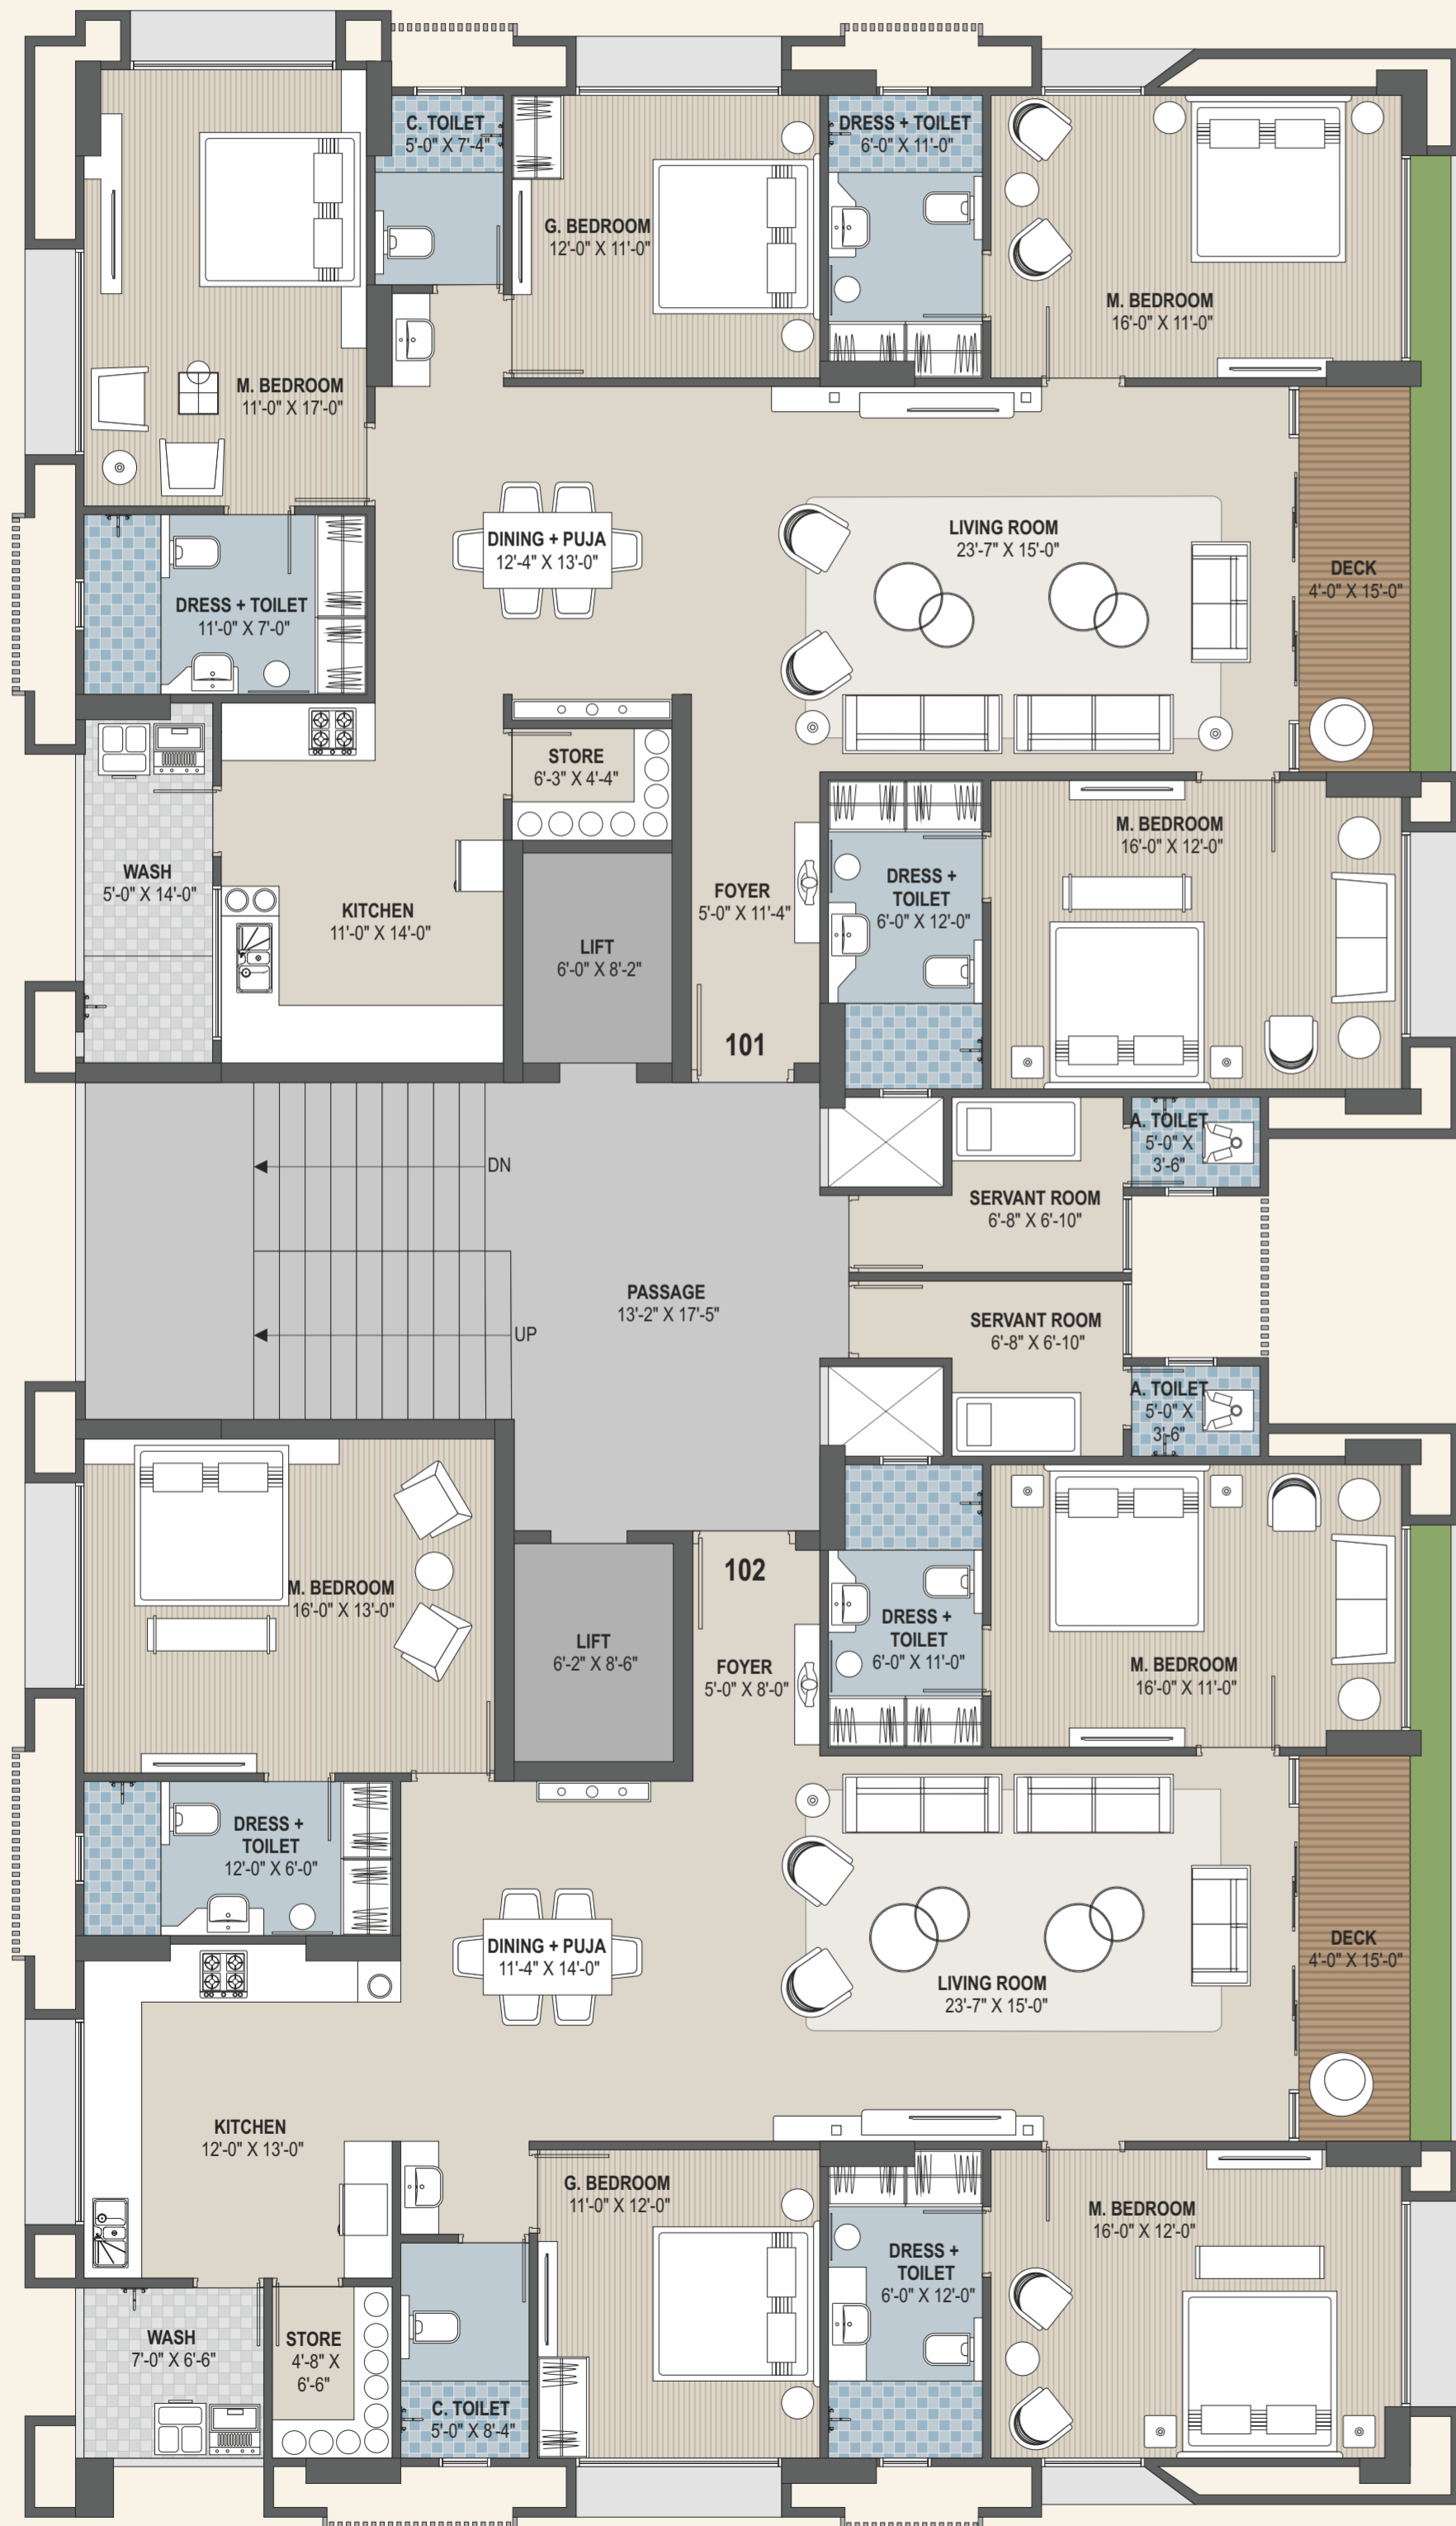 C. TOILET
5'-0" X 7'-4"
DRESS + TOILET
6'-0" X 11'-0"
G. BEDROOM
12'-0" X 11'-0"
M. BEDROOM
16'-0" X 11'-0"
M. BEDROOM
11'-0" X 17'-0"
DINING + PUJA
12'-4" X 13'-0"
LIVING ROOM
23'-7" X 15'-0"
DECK
4'-0" X 15'-0"
DRESS + TOILET
11'-0" X 7'-0"
STORE
6'-3" X 4'-4"
M. BEDROOM
16'-0" X 12'-0"
WASH
5'-0" X 14'-0"
KITCHEN
11'-0" X 14'-0"
LIFT
6'-0" X 8'-2"
FOYER
5'-0" X 11'-4"
DRESS +
TOILET
6'-0" X 12'-0"
101
A. TOILET
5'-0" X
3'-6"
DN
SERVANT ROOM
6'-8" X 6'-10"
PASSAGE
13'-2" X 17'-5"
UP
SERVANT ROOM
6'-8" X 6'-10"
A. TOILET
5'-0" X
3'-6"
102
M. BEDROOM
16'-0" X 13'-0"
LIFT
6'-2" X 8'-6"
FOYER
5'-0" X 8'-0"
DRESS +
TOILET
6'-0" X 11'-0"
M. BEDROOM
16'-0" X 11'-0"
DRESS +
TOILET
12'-0" X 6'-0"
DINING + PUJA
11'-4" X 14'-0"
LIVING ROOM
23'-7" X 15'-0"
DECK
4'-0" X 15'-0"
KITCHEN
12'-0" X 13'-0"
G. BEDROOM
11'-0" X 12'-0"
M. BEDROOM
16'-0" X 12'-0"
DRESS +
TOILET
6'-0" X 12'-0"
WASH
7'-0" X 6'-6"
STORE
4'-8" X
6'-6"
C. TOILET
5'-0" X 8'-4"